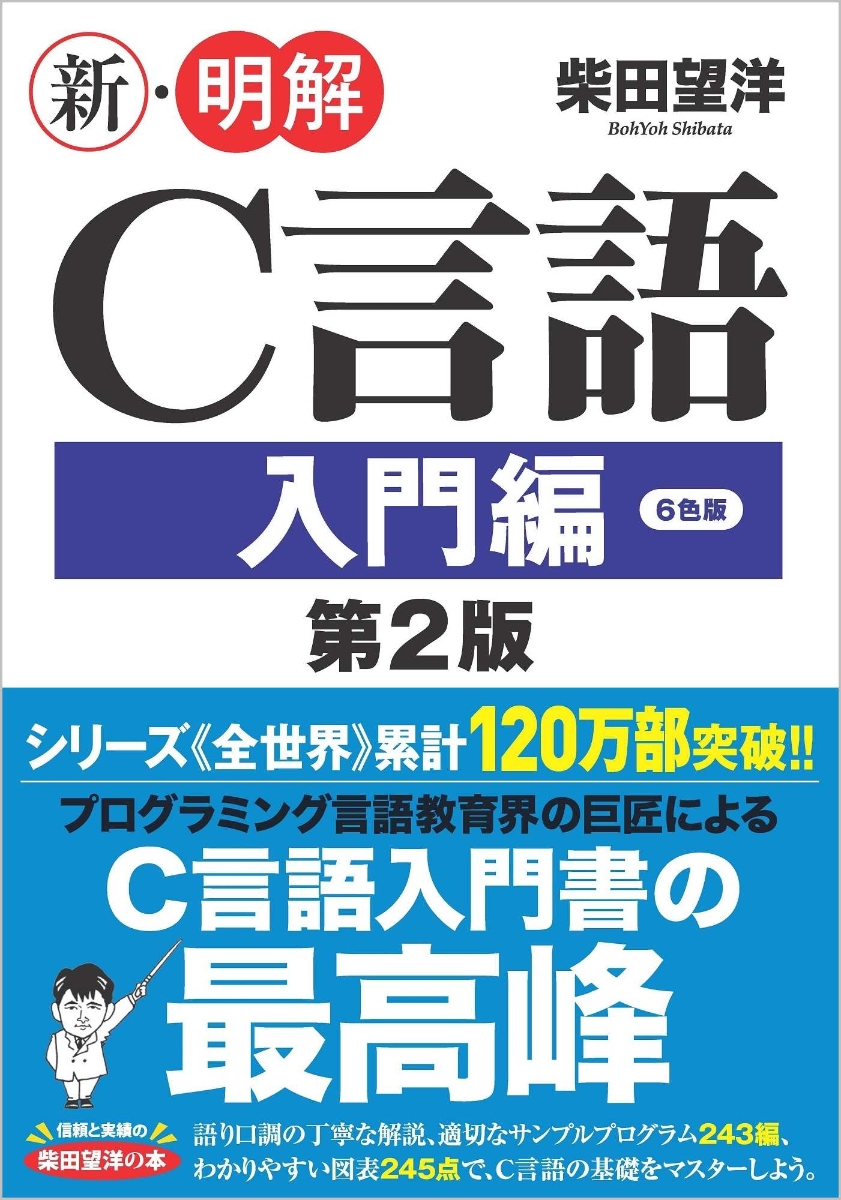 新・明解
柴田望洋
BohYoh Shibata
C言語
入門編 6色版
第2版
シリーズ《全世界》累計120万部突破!!
プログラミング言語教育界の巨匠による
C言語入門書の
最高峰
信頼と実績の
柴田望洋の本
語り口調の丁寧な解説、適切なサンプルプログラム243編、
わかりやすい図表245点で、C言語の基礎をマスターしよう。